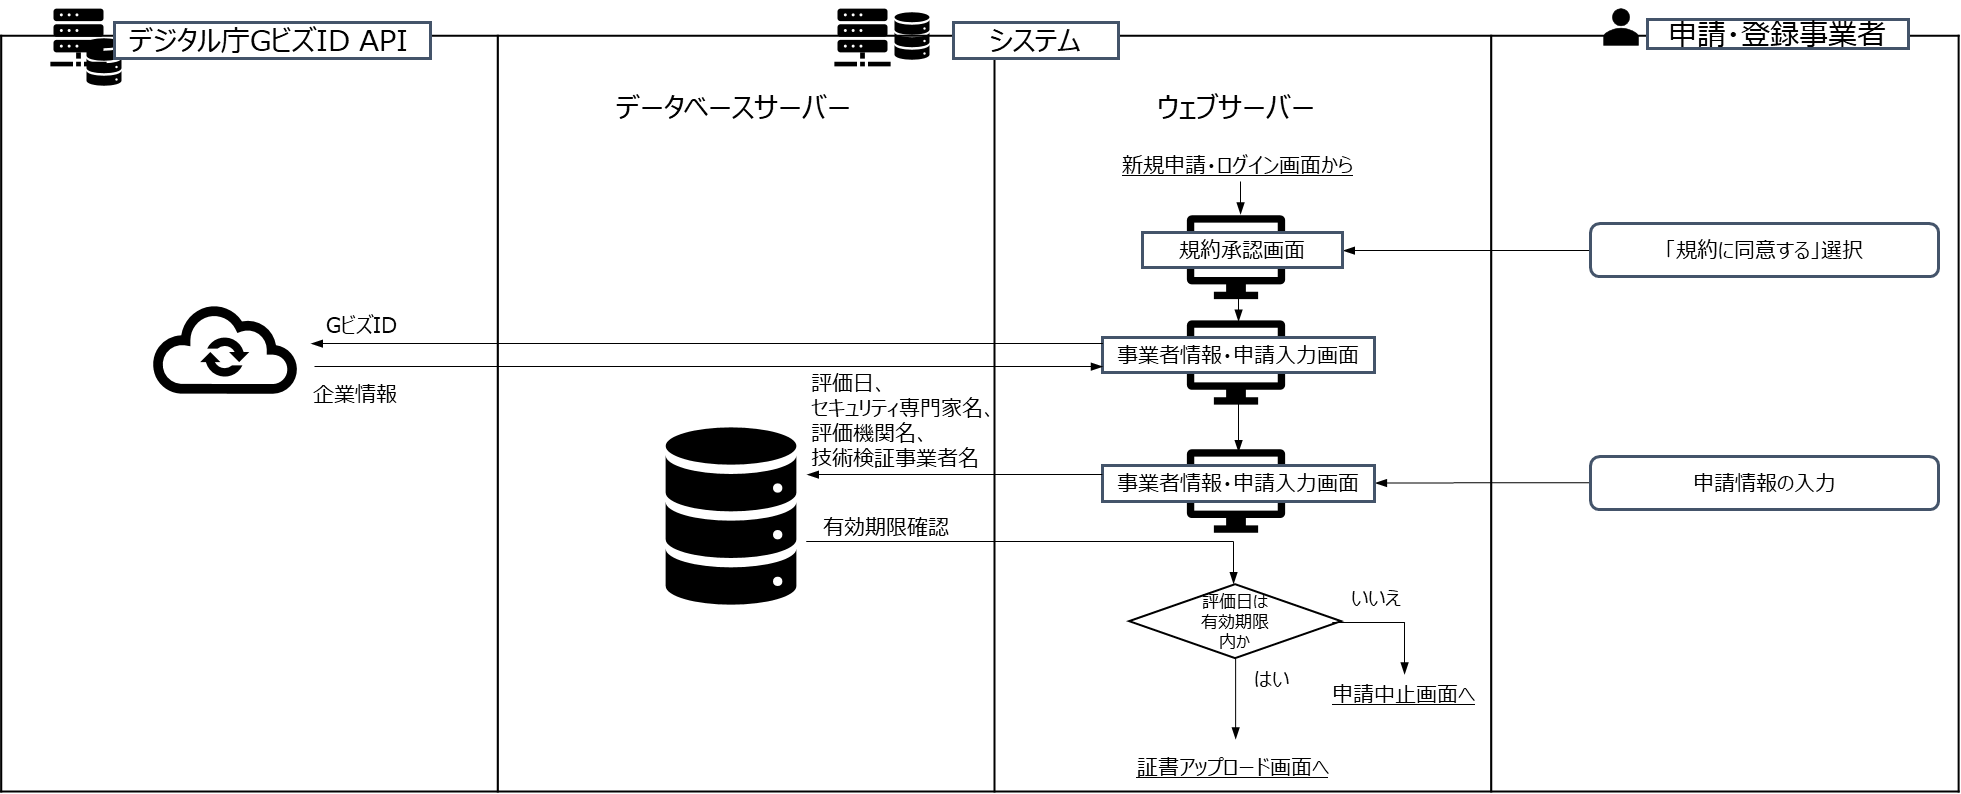 デジタル庁GビズID API
システム
申請・登録事業者
データベースサーバー
ウェブサーバー
新規申請・ログイン画面から
規約承認画面
「規約に同意する」選択
GビズID
事業者情報・申請入力画面
企業情報
評価日、
セキュリティ専門家名、
評価機関名、
技術検証事業者名
事業者情報・申請入力画面
申請情報の入力
有効期限確認
評価日は
有効期限
内か
いいえ
はい
申請中止画面へ
証書アップロード画面へ